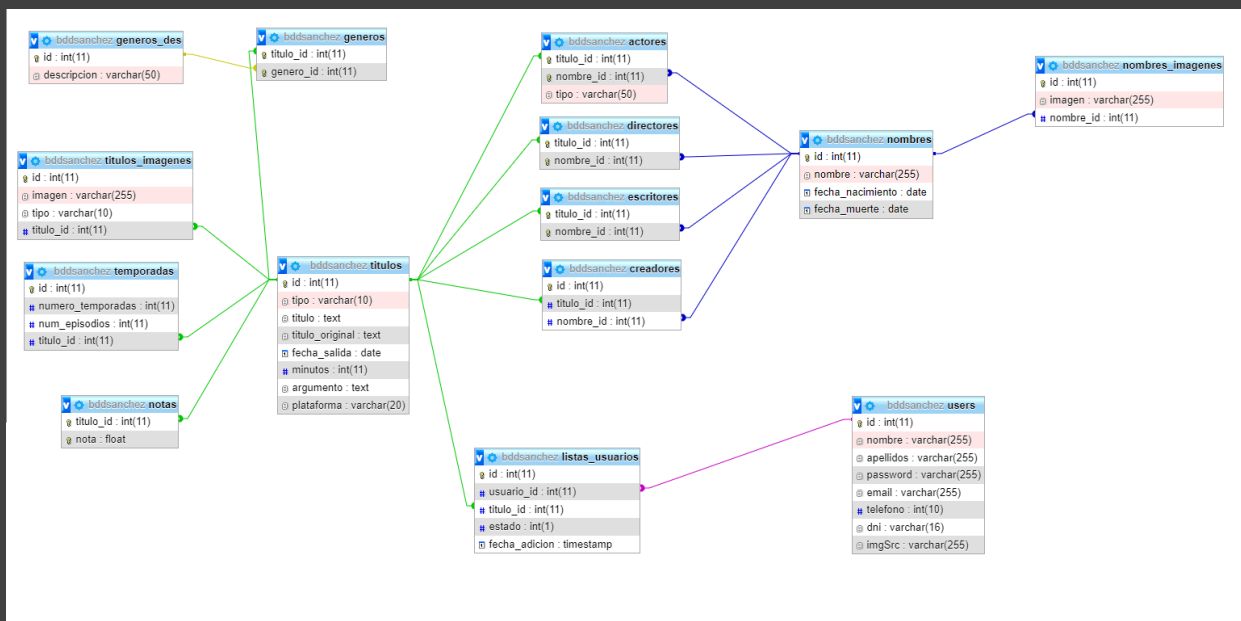 bddsanchez generos_des
id : int(11)
descripcion : varchar(50)
bddsanchez generos
titulo_id : int(11)
genero_id : int(11)
bddsanchez actores
titulo_id : int(11)
nombre_id : int(11)
tipo : varchar(50)
bddsanchez nombres_imagenes
id : int(11)
imagen : varchar(255)
nombre_id : int(11)
bddsanchez directores
titulo_id : int(11)
nombre_id : int(11)
bddsanchez nombres
id : int(11)
nombre : varchar(255)
fecha_nacimiento : date
fecha_muerte : date
bddsanchez titulos_imagenes
id : int(11)
imagen : varchar(255)
tipo : varchar(10)
titulo_id : int(11)
bddsanchez escritores
titulo_id : int(11)
nombre_id : int(11)
bddsanchez temporadas
id : int(11)
numero_temporadas : int(11)
num_episodios : int(11)
titulo_id : int(11)
bddsanchez titulos
id : int(11)
tipo : varchar(10)
titulo : text
titulo_original : text
fecha_salida : date
minutos : int(11)
argumento : text
plataforma : varchar(20)
bddsanchez creadores
id : int(11)
titulo_id : int(11)
nombre_id : int(11)
bddsanchez notas
titulo_id : int(11)
nota : float
bddsanchez listas_usuarios
id : int(11)
usuario_id : int(11)
titulo_id : int(11)
estado : int(1)
fecha_adicion : timestamp
bddsanchez users
id : int(11)
nombre : varchar(255)
apellidos : varchar(255)
password : varchar(255)
email : varchar(255)
telefono : int(10)
dni : varchar(16)
imgSrc : varchar(255)